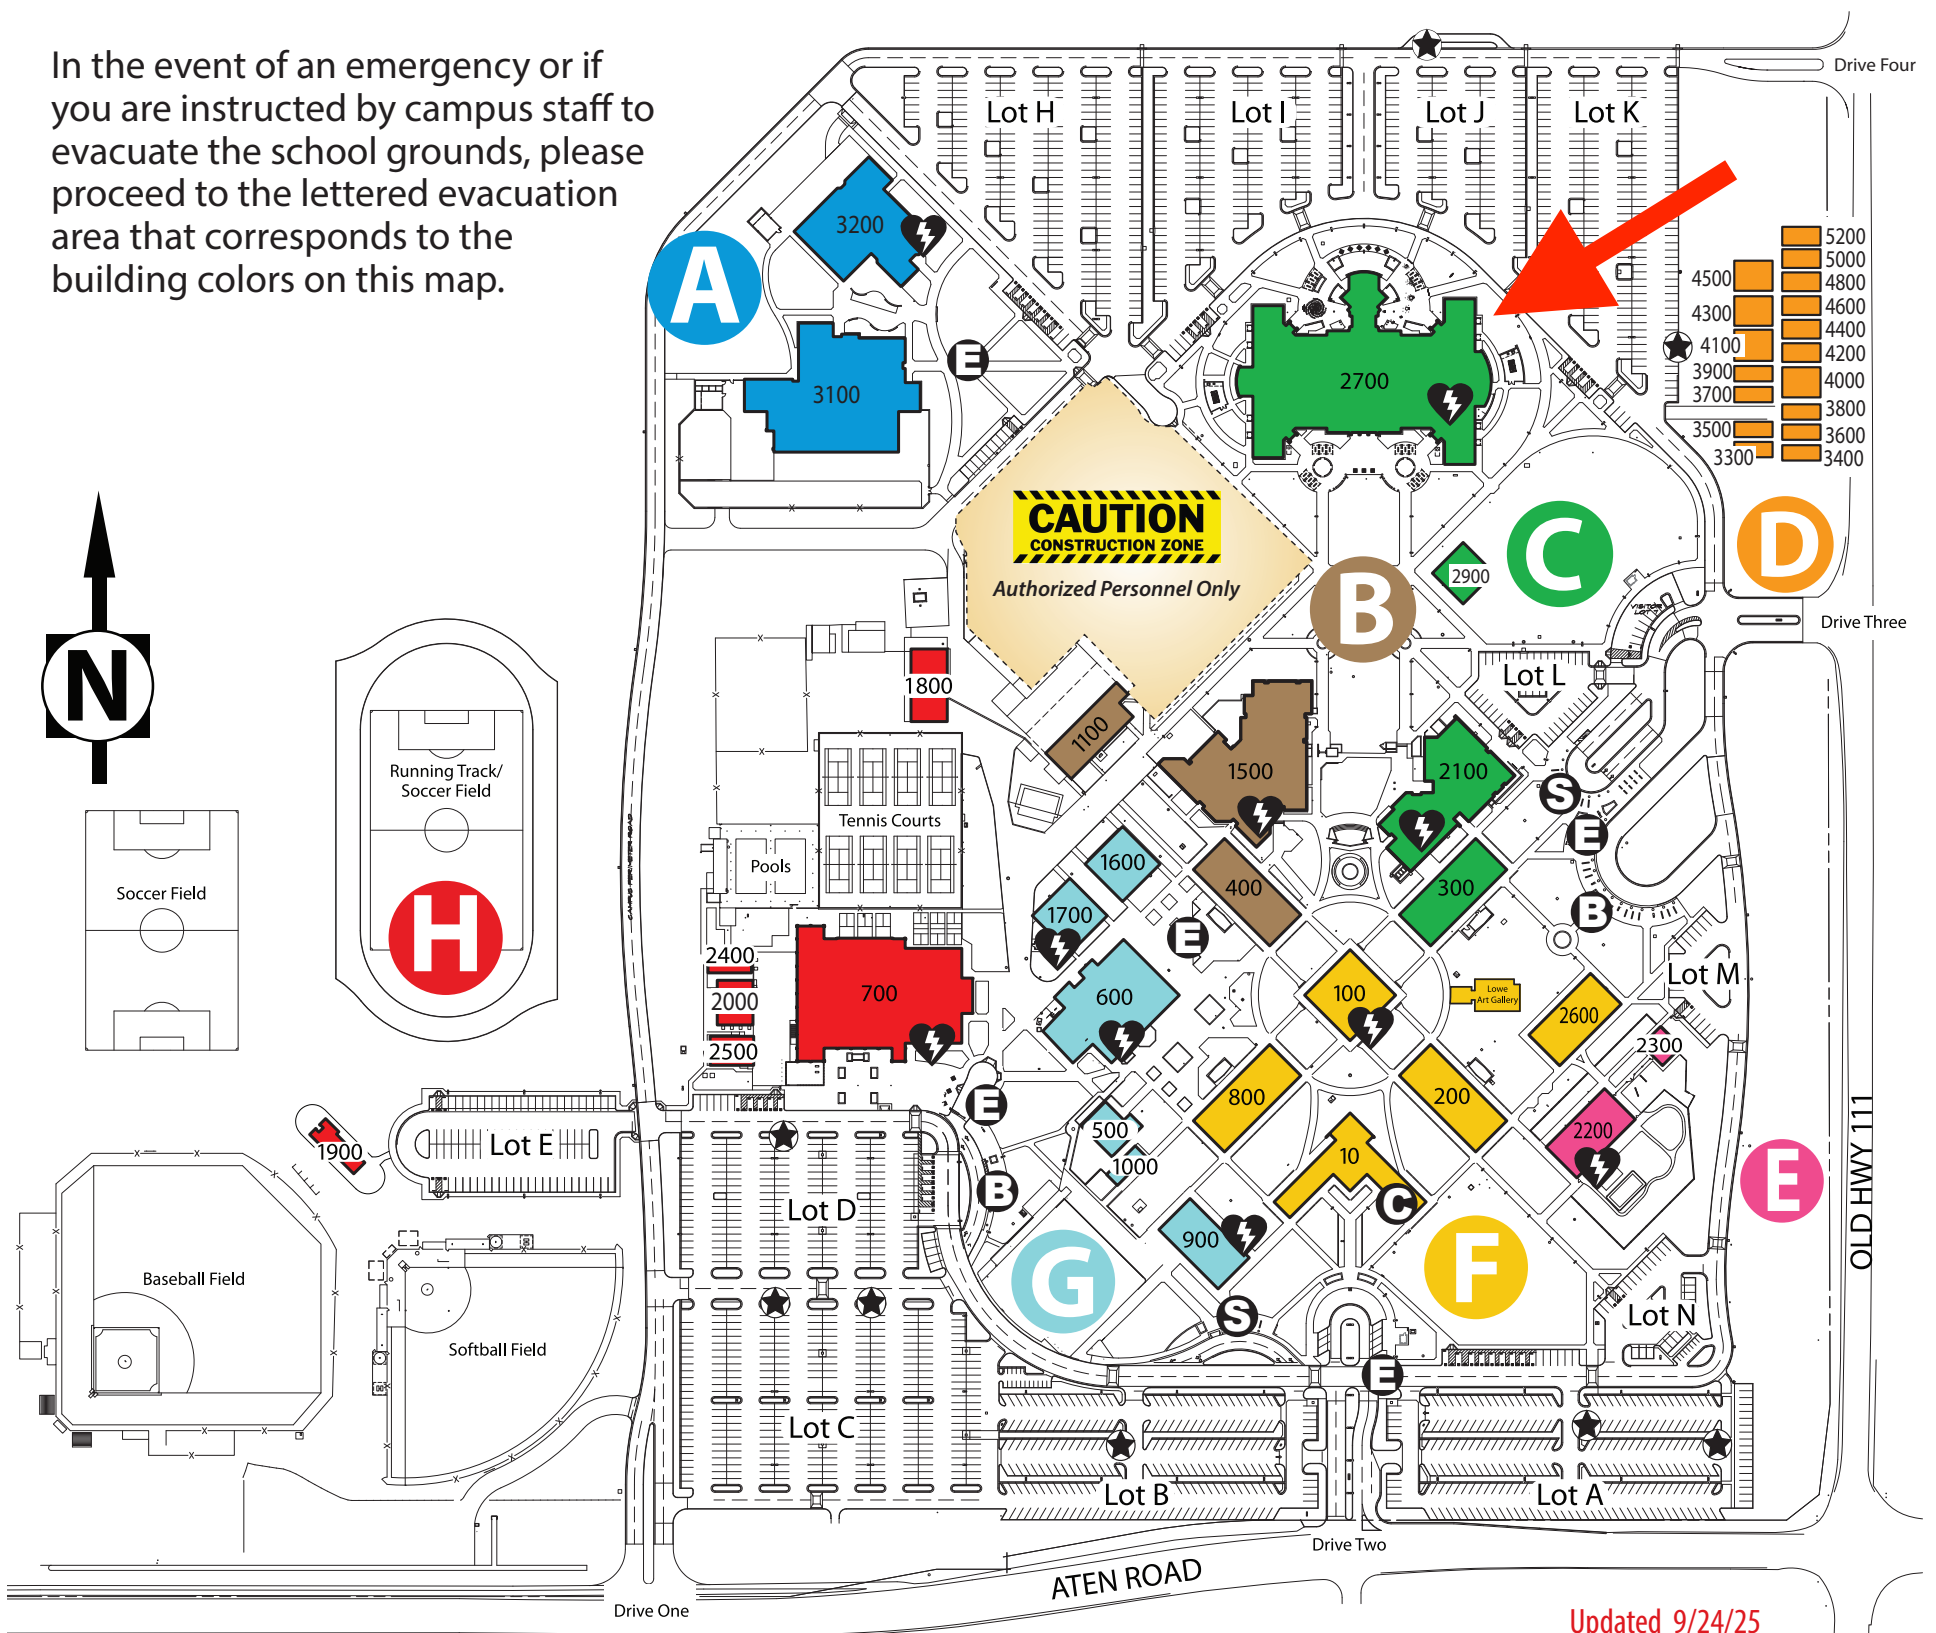 In the event of an emergency or if
you are instructed by campus staff to
evacuate the school grounds, please
proceed to the lettered evacuation
area that corresponds to the
building colors on this map.
Drive Four
Lot H
Lot I
Lot J
Lot K
3200
A
5200
5000
4500
4800
4300
4600
4400
4100
4200
3900
4000
3700
3800
3500
3600
3300
3400
E
3100
2700
CAUTION
CONSTRUCTION ZONE
Authorized Personnel Only
C
D
2900
B
Drive Three
VISITOR
LOT
N
1800
Lot L
1100
1500
2100
Running Track/
Soccer Field
S
Tennis Courts
E
Pools
1600
400
300
Soccer Field
1700
B
H
E
2400
2000
700
600
100
Lowe
Art Gallery
2600
Lot M
2500
2300
CAMPUS PERIMETER ROAD
800
200
E
500
2200
1900
Lot E
1000
10
E
B
C
Lot D
900
OLD HWY 111
G
F
Baseball Field
S
Lot N
Softball Field
E
Lot C
Lot B
Lot A
Drive Two
ATEN ROAD
Drive One
Updated 9/24/25